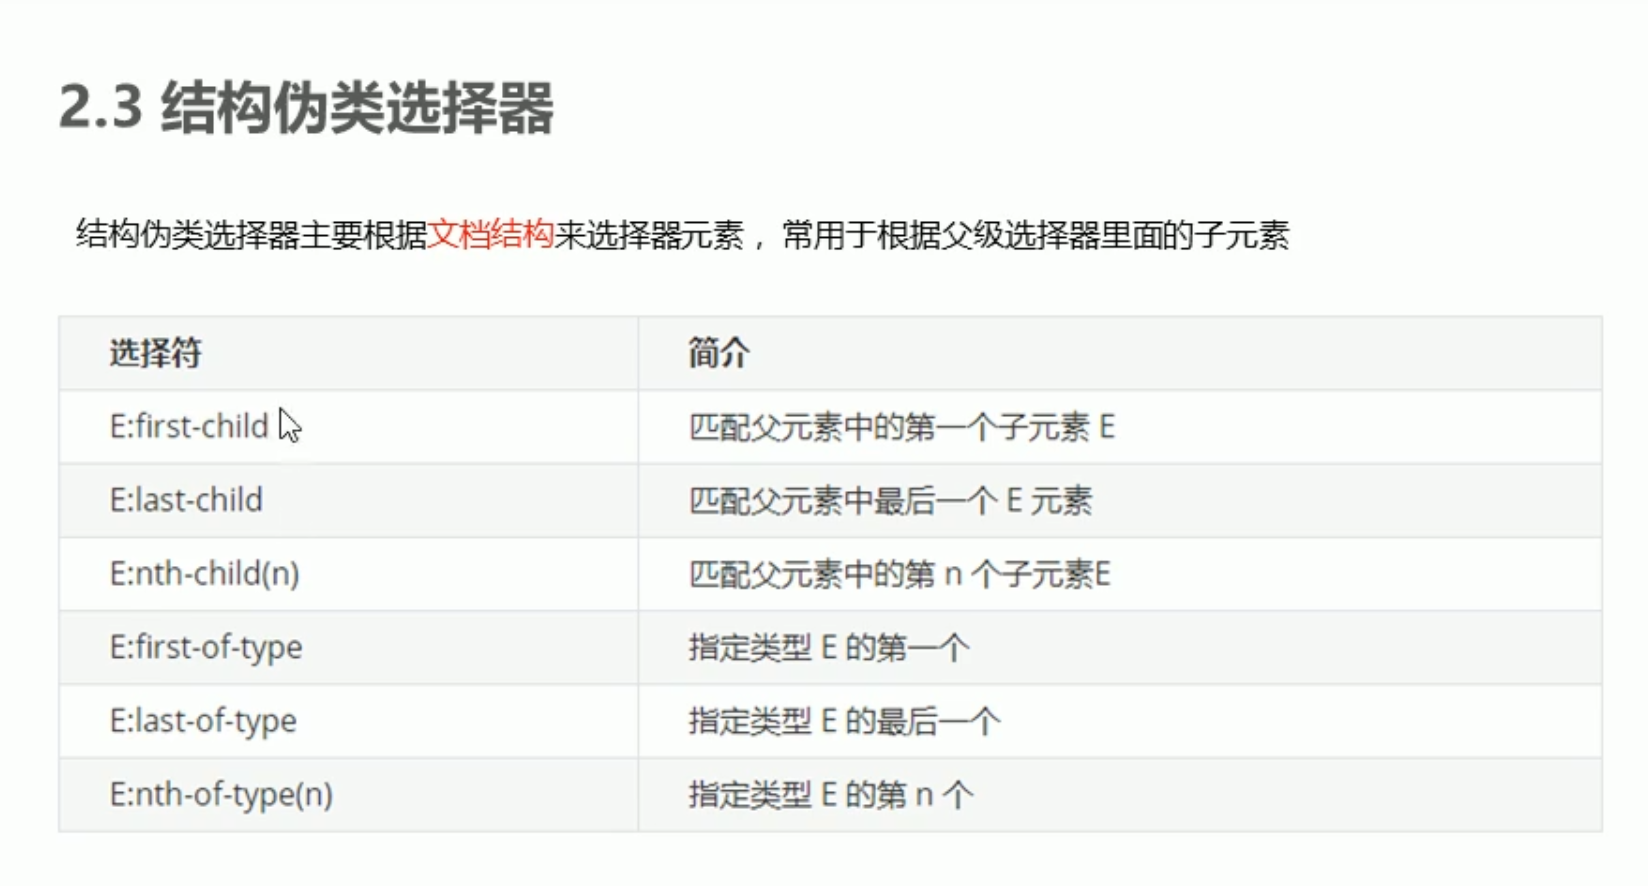 2.3 结构伪类选择器
结构伪类选择器主要根据文档结构来选择器元素，常用于根据父级选择器里面的子元素
选择符 简介
E:first-child 匹配父元素中的第一个子元素 E
E:last-child 匹配父元素中最后一个 E 元素
E:nth-child(n) 匹配父元素中的第 n 个子元素E
E:first-of-type 指定类型 E 的第一个
E:last-of-type 指定类型 E 的最后一个
E:nth-of-type(n) 指定类型 E 的第 n 个